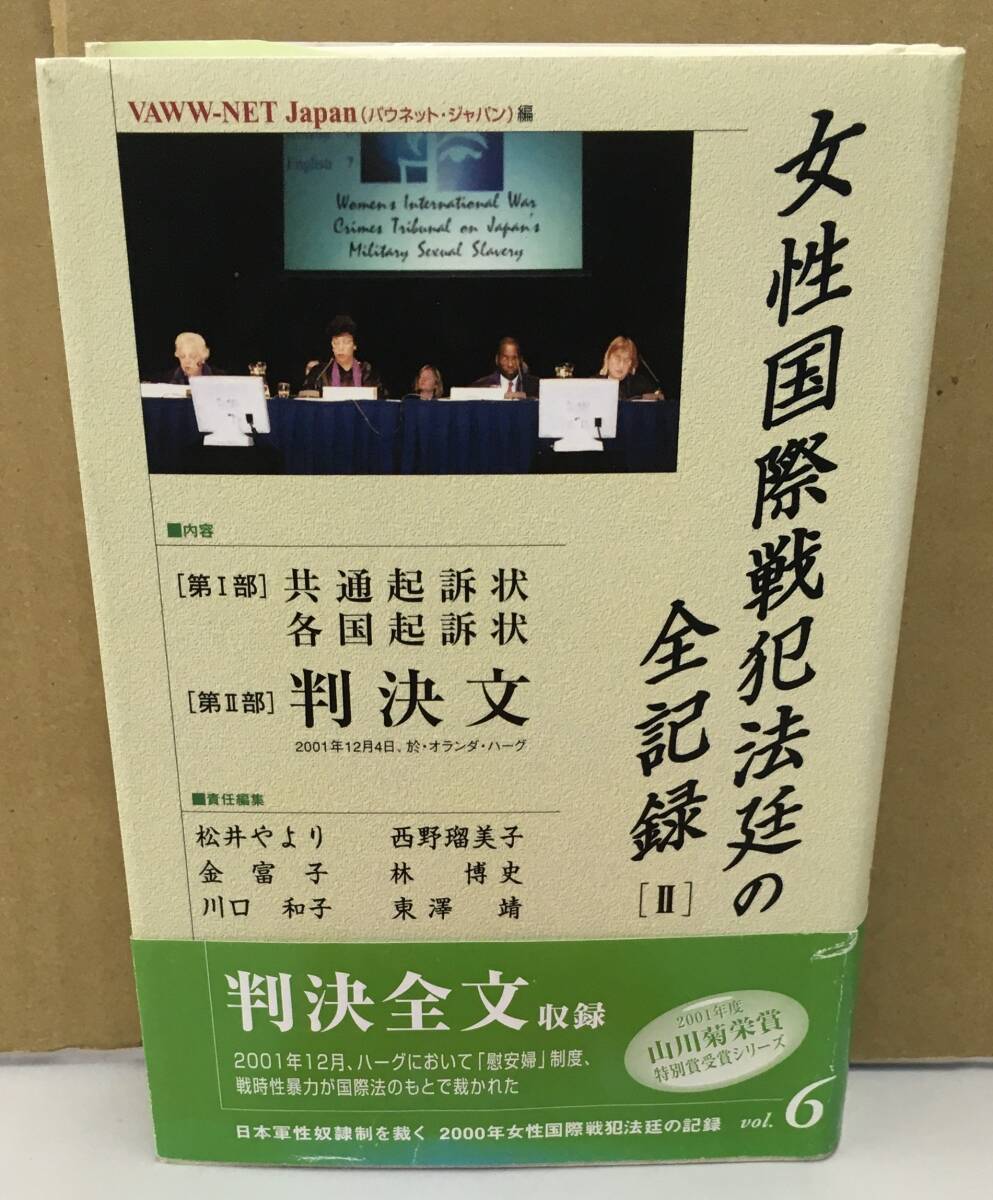 VAWW-NET Japan(バウネット・ジャパン)編
女性国際戦犯法廷の
全記録[Ⅱ]
English ?
Women's International War
Crimes Tribunal on Japan's
Military Sexual Slavery
■内容
[第Ⅰ部] 共通起訴状
各国起訴状
[第Ⅱ部] 判決文
2001年12月4日、於・オランダ・ハーグ
■責任編集
松井やより 西野瑠美子
金富子 林博史
川口和子 東澤靖
判決全文収録
2001年12月、ハーグにおいて「慰安婦」制度、
戦時性暴力が国際法のもとで裁かれた
2001年度
山川菊栄賞
特別賞受賞シリーズ
日本軍性奴隷制を裁く 2000年女性国際戦犯法廷の記録 vol. 6